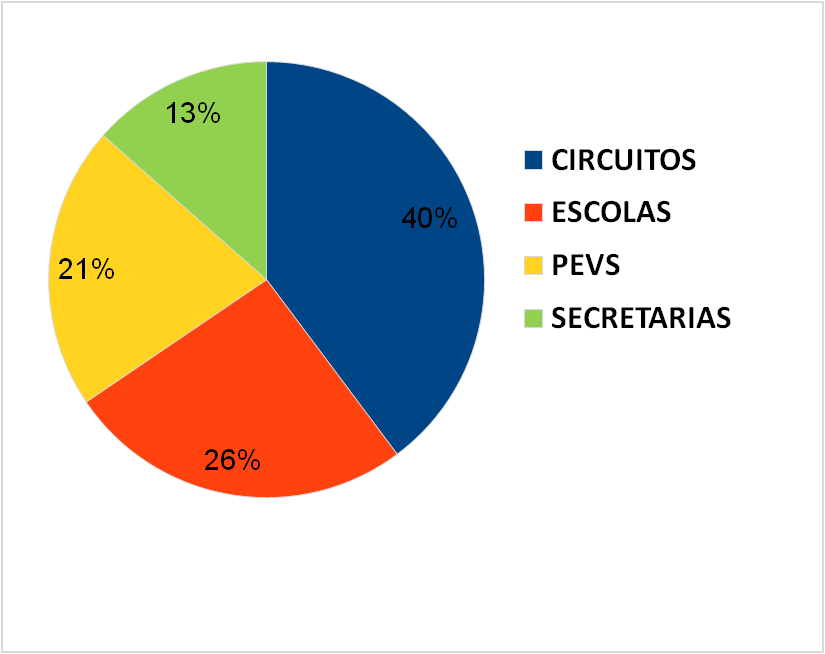 13%
40%
21%
26%
CIRCUITOS
ESCOLAS
PEVS
SECRETARIAS